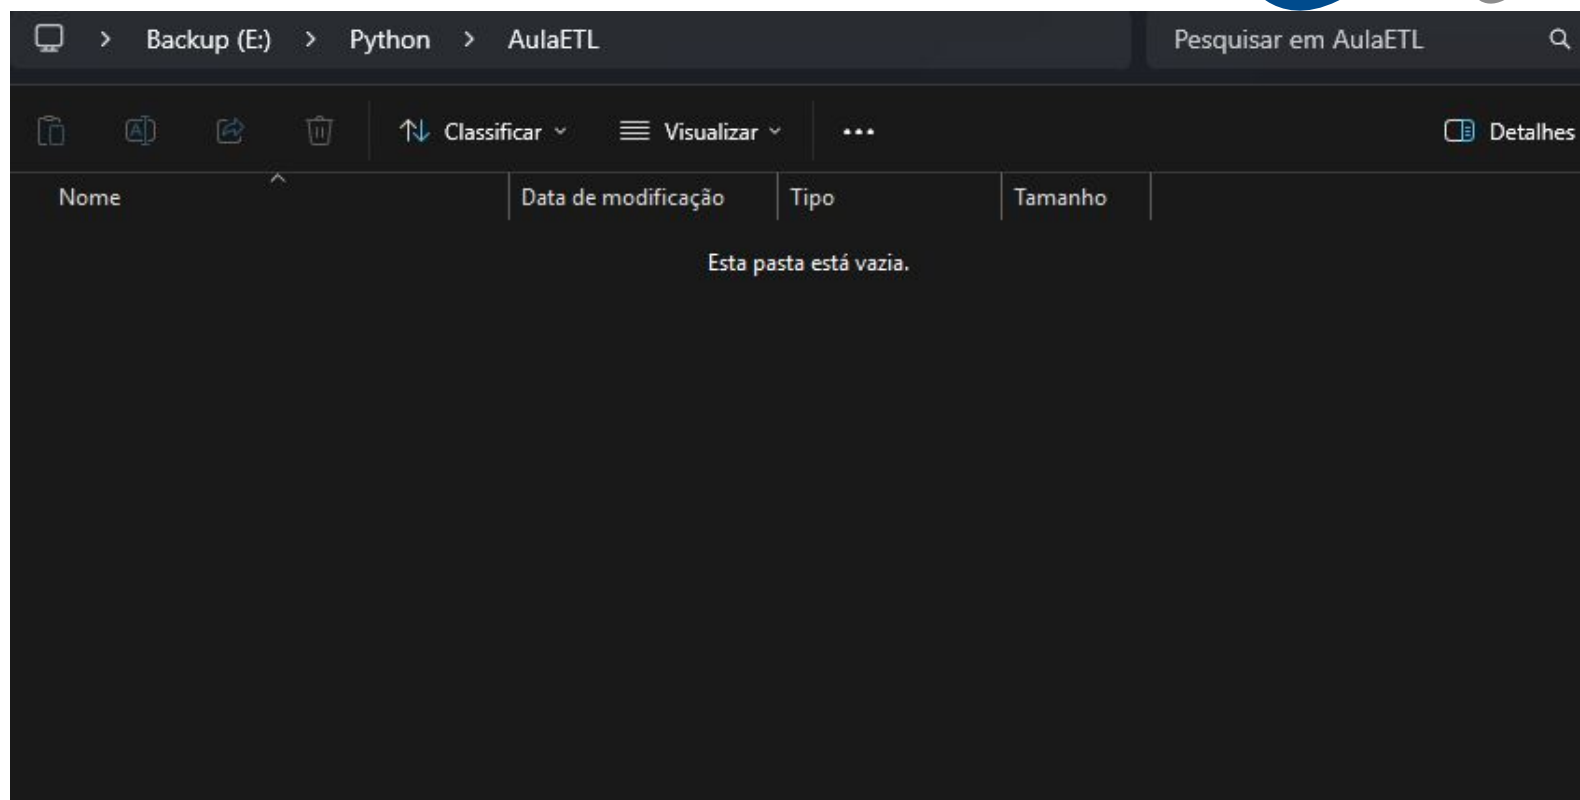 Backup (E:) > Python > AulaETL Pesquisar em AulaETL
Classificar Visualizar ... Detalhes
Nome Data de modificação Tipo Tamanho
Esta pasta está vazia.